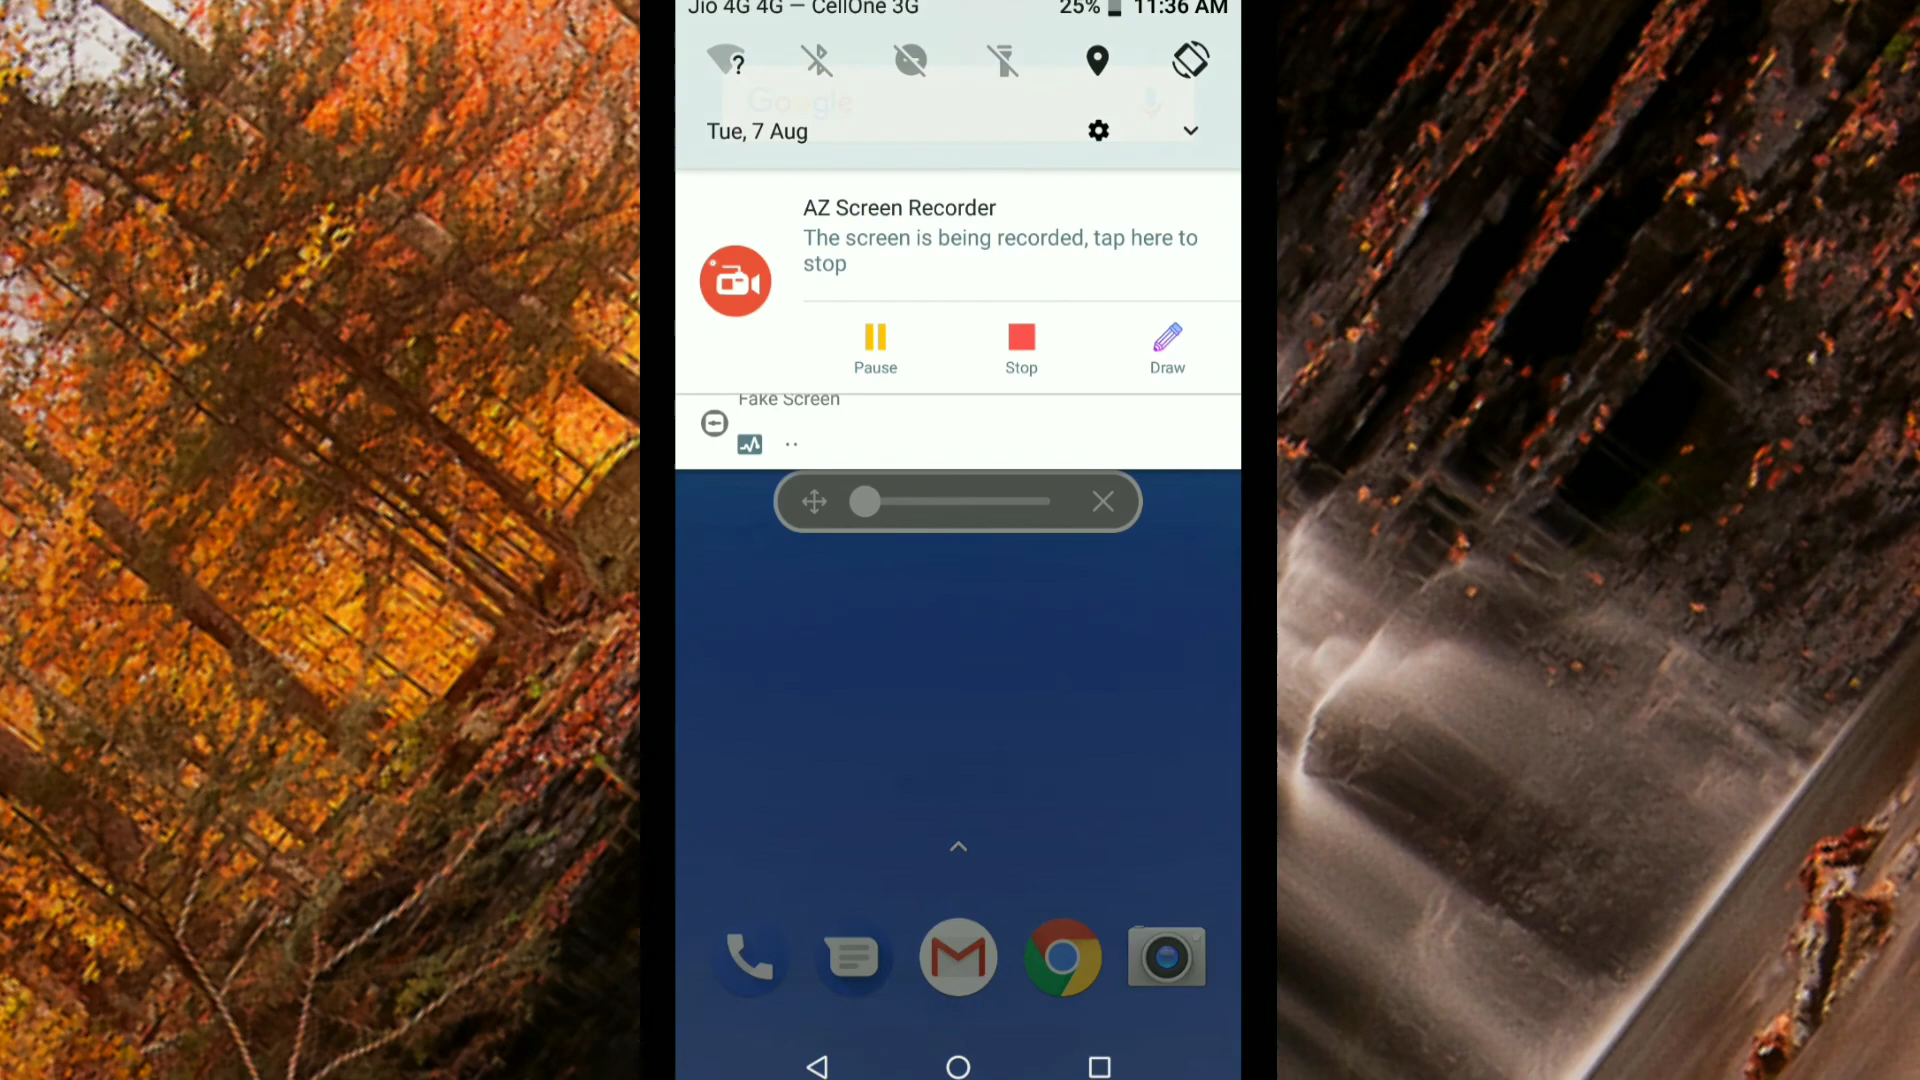 Jio 4G 4G — CellOne 3G 25% 11:36 AM
?
Google
Tue, 7 Aug
AZ Screen Recorder
The screen is being recorded, tap here to
stop
Pause Stop Draw
Fake Screen
..